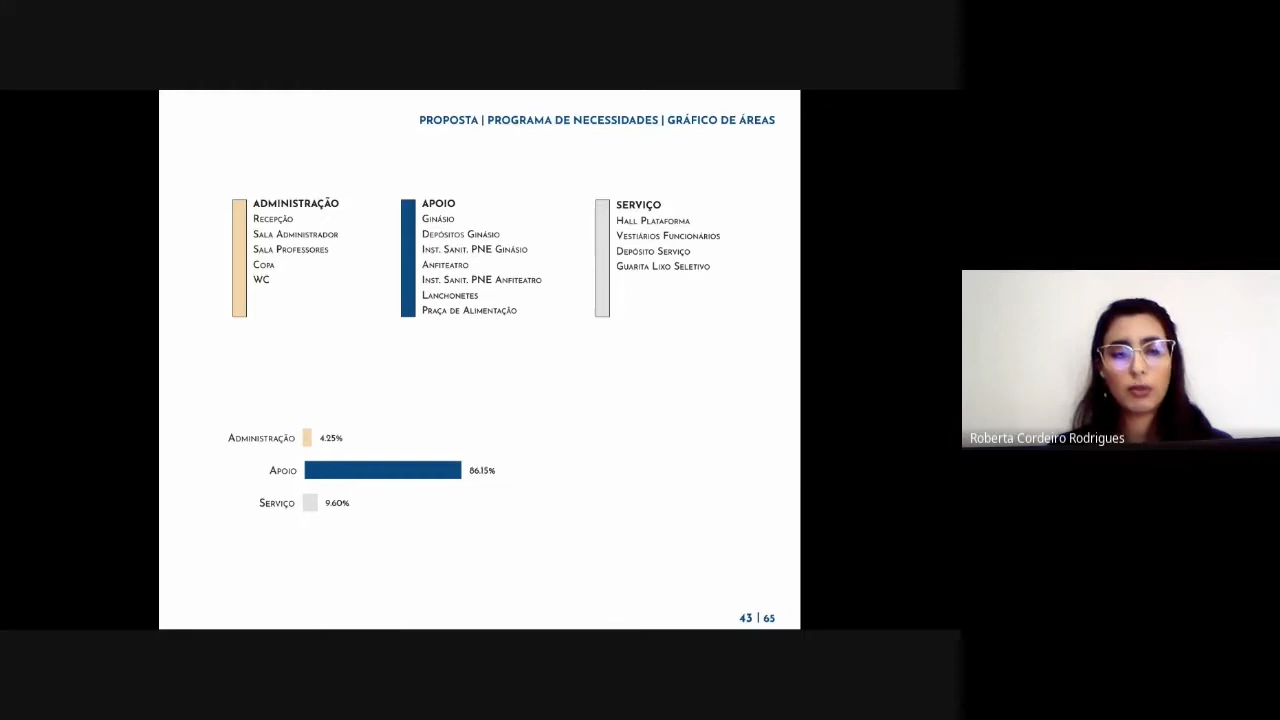 PROPOSTA | PROGRAMA DE NECESSIDADES | GRÁFICO DE ÁREAS
ADMINISTRAÇÃO
Recepção
Sala Administrador
Sala Professores
Copa
WC
APOIO
Ginásio
Depósitos Ginásio
Inst. Sanit. PNE Ginásio
Anfiteatro
Inst. Sanit. PNE Anfiteatro
Lanchonetes
Praça de Alimentação
SERVIÇO
Hall Plataforma
Vestiários Funcionários
Depósito Serviço
Guarita Lixo Seletivo
Administração 4.25%
Apoio 86.15%
Serviço 9.60%
43 | 65
Roberta Cordeiro Rodrigues